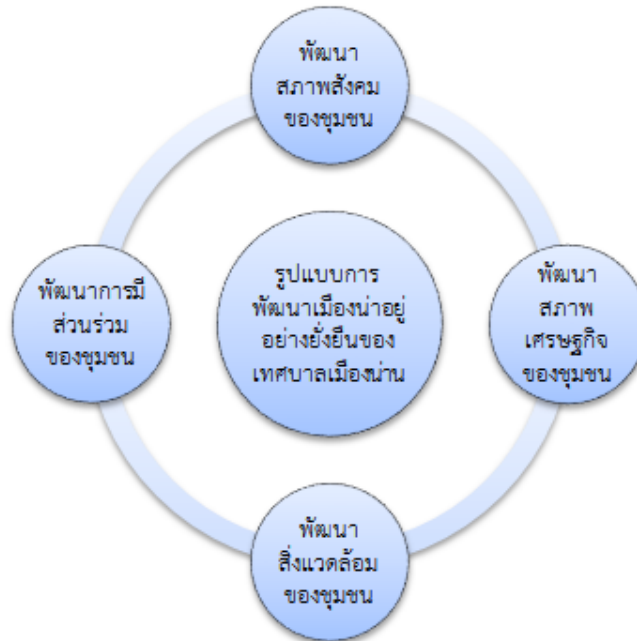 พัฒนา
สภาพสังคม
ของชุมชน
รูปแบบการ
พัฒนาเมืองน่าอยู่
อย่างยั่งยืนของ
เทศบาลเมืองน่าน
พัฒนาการมี
ส่วนร่วม
ของชุมชน
พัฒนา
สภาพ
เศรษฐกิจ
ของชุมชน
พัฒนา
สิ่งแวดล้อม
ของชุมชน